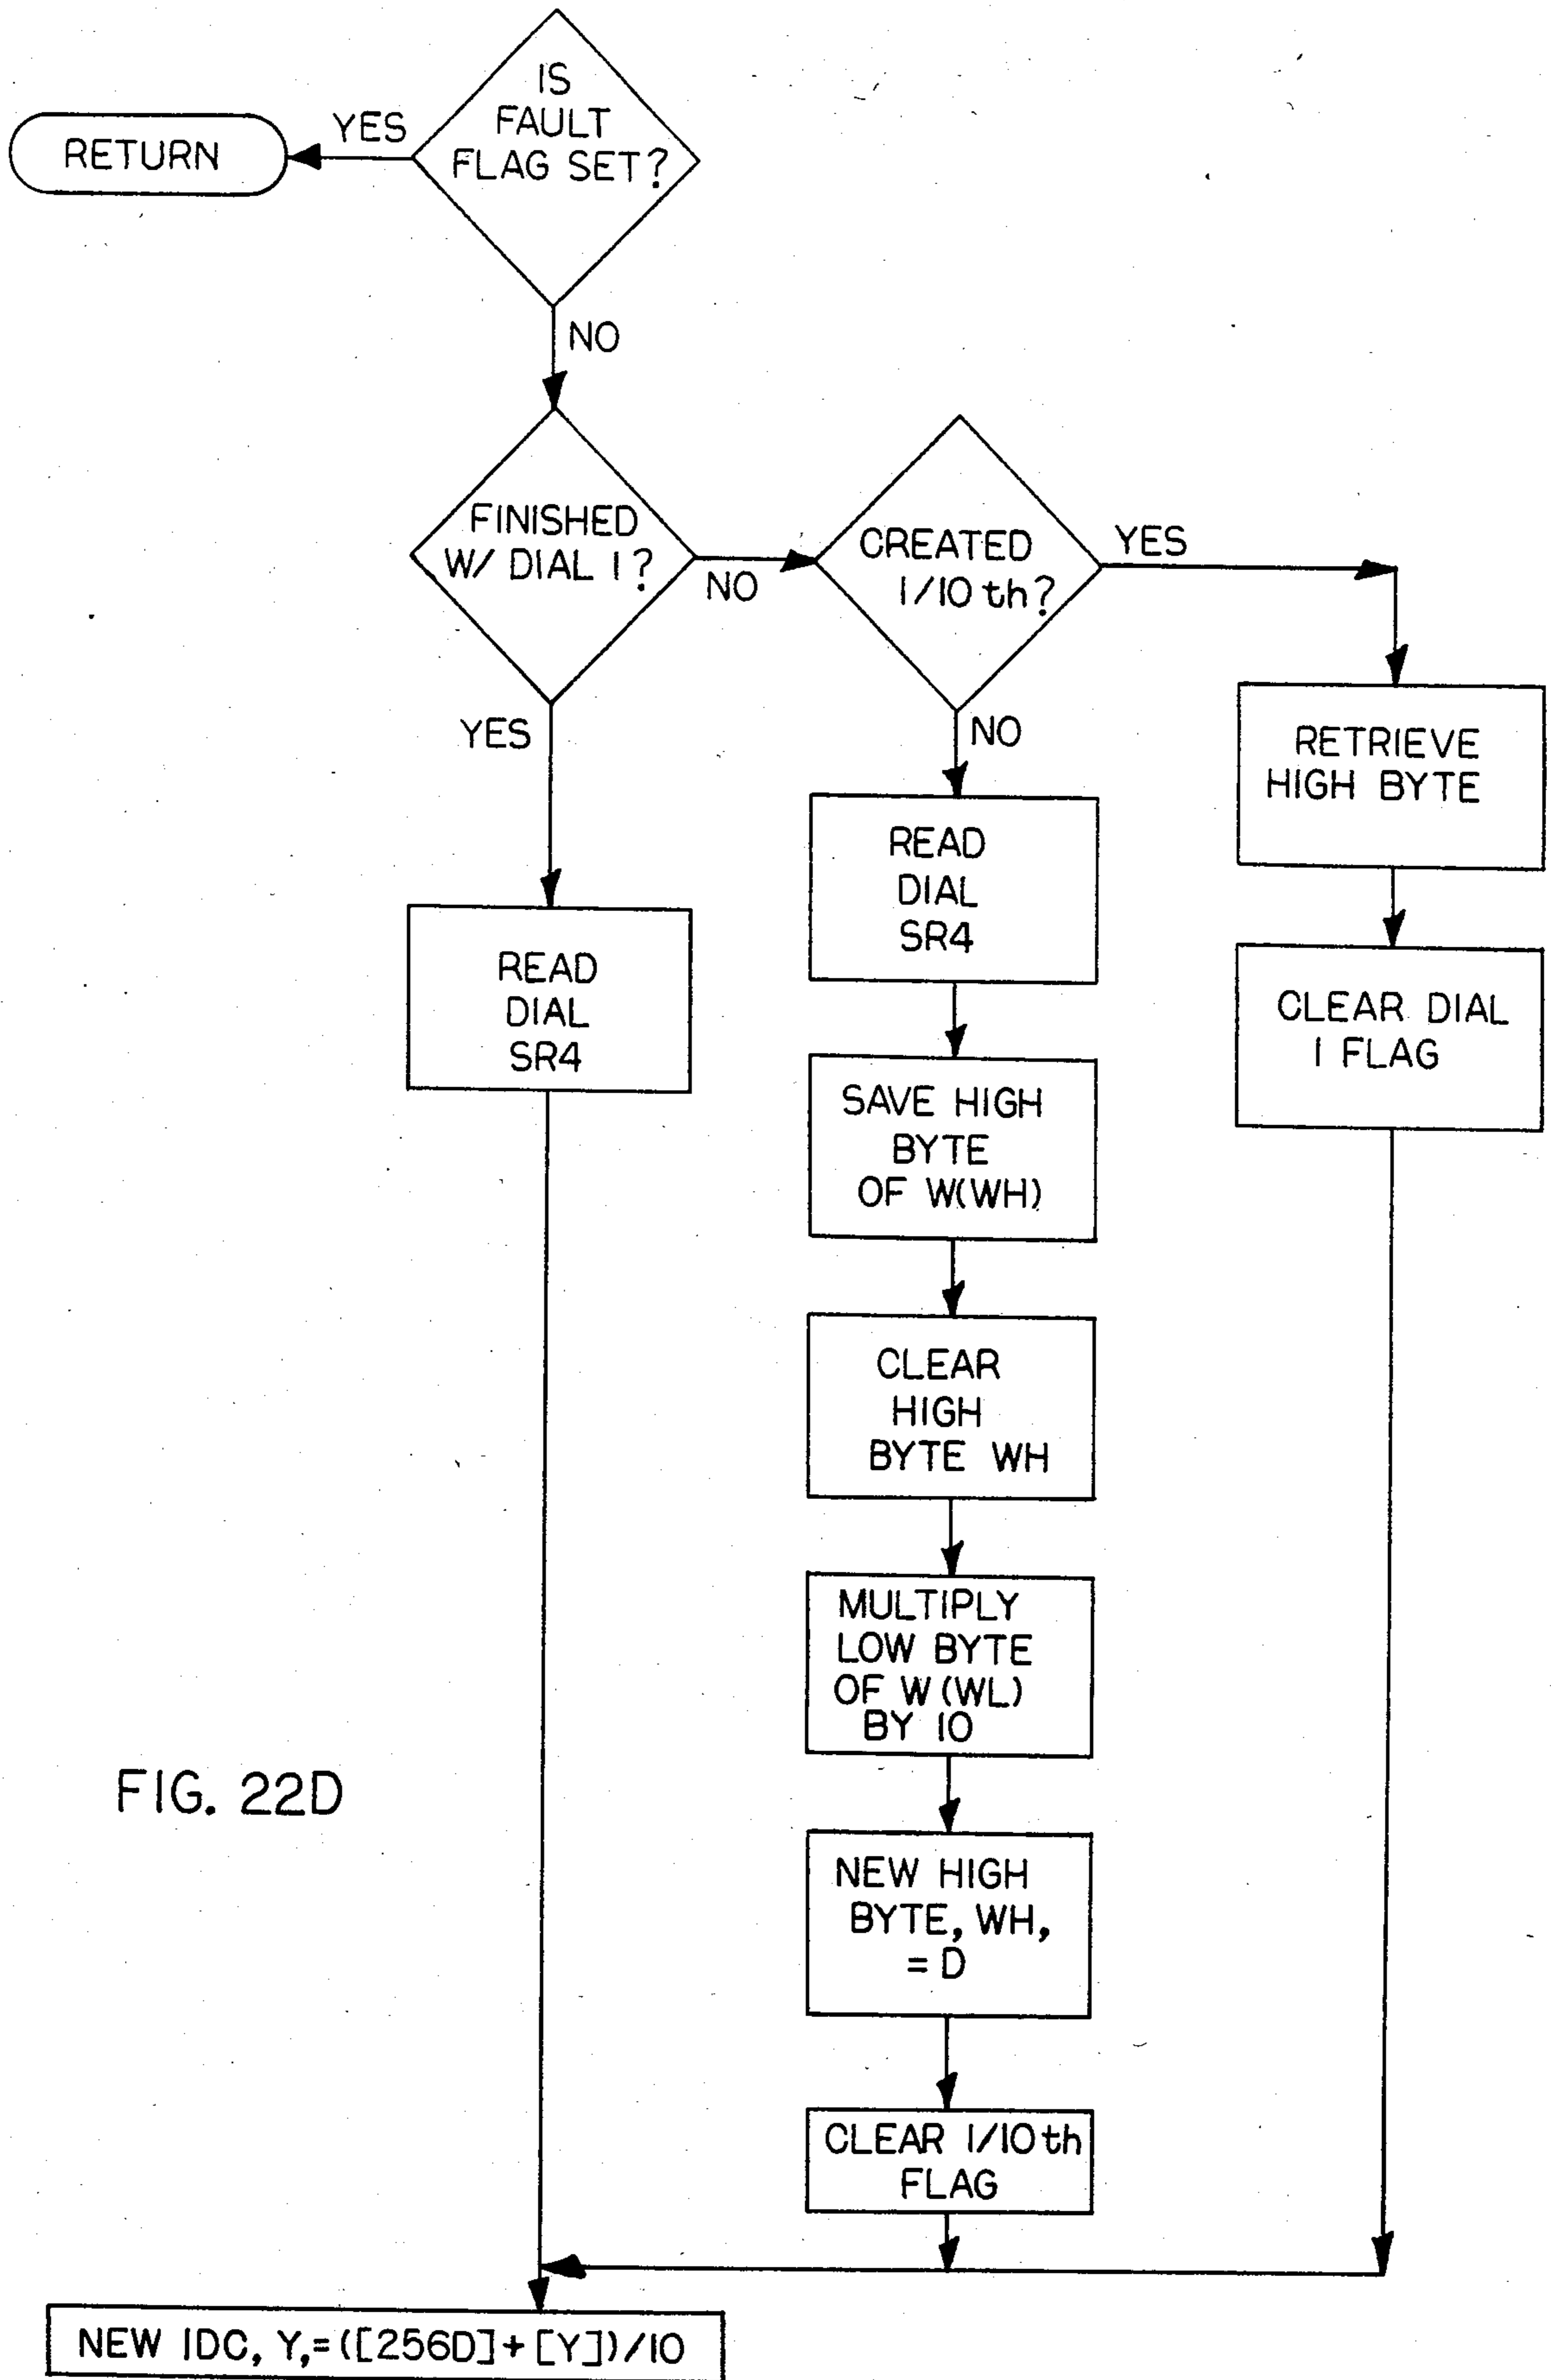 IS
FAULT
FLAG SET?
YES
RETURN
NO
FINISHED
W/ DIAL 1?
NO
CREATED
1/10 th?
YES
YES
NO
RETRIEVE
HIGH BYTE
READ
DIAL
SR4
READ
DIAL
SR4
CLEAR DIAL
1 FLAG
SAVE HIGH
BYTE
OF W(WH)
CLEAR
HIGH
BYTE WH
MULTIPLY
LOW BYTE
OF W (WL)
BY 10
FIG. 22D
NEW HIGH
BYTE, WH,
= D
CLEAR 1/10 th
FLAG
NEW IDC, Y,=([256D]+[Y])/10